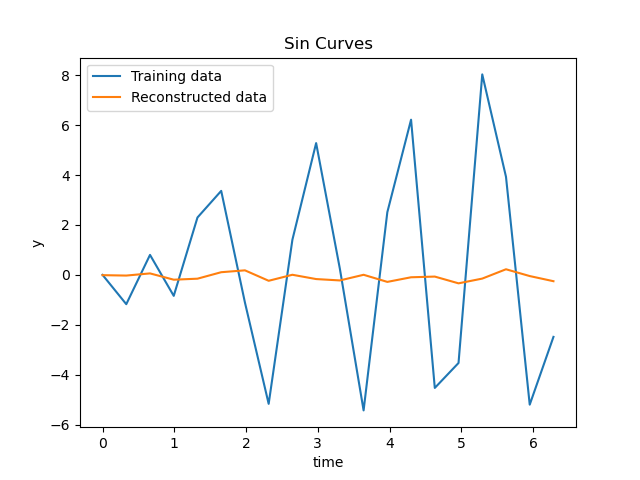 Sin Curves
Training data
Reconstructed data
8
6
4
2
0
−2
−4
−6
y
0 1 2 3 4 5 6
time